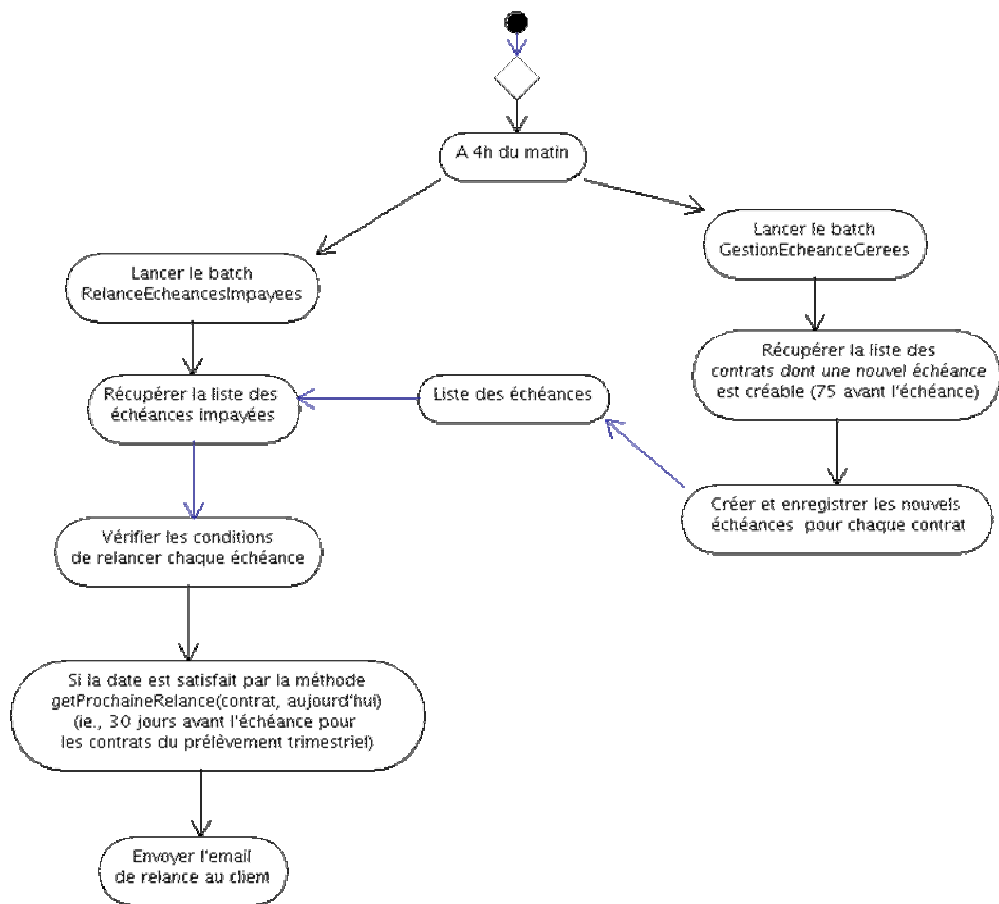 A 4h du matin
Lancer le batch
GestionEcheanceGerees
Lancer le batch
RelanceEcheancesImpayees
Récupérer la liste des
contrats dont une nouvel échéance
est créable (75 avant l'échéance)
Récupérer la liste des
échéances impayées
Liste des échéances
Créer et enregistrer les nouvels
échéances pour chaque contrat
Vérifier les conditions
de relancer chaque échéance
Si la date est satisfait par la méthode
getProchaineRelance(contrat, aujourd'hui)
(ie., 30 jours avant l'échéance pour
les contrats du prélèvement trimestriel)
Envoyer l'email
de relance au client